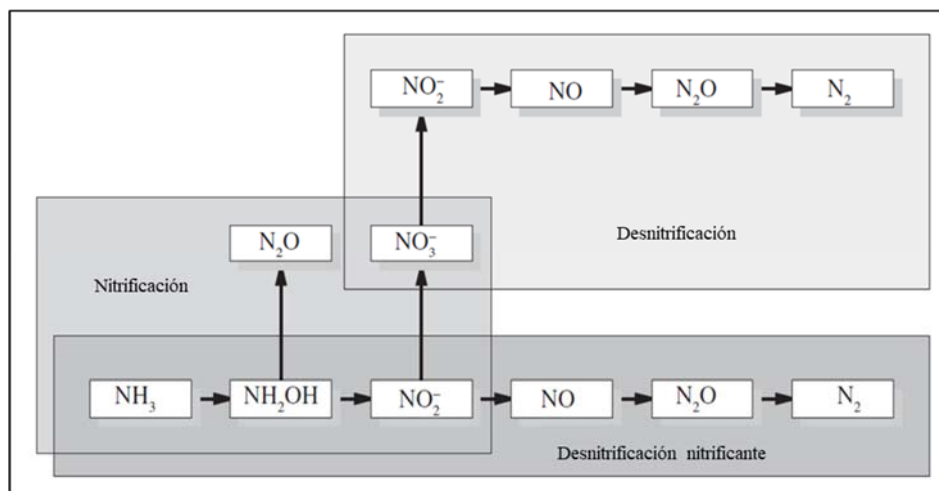 NO₂⁻ NO N₂O N₂
Desnitrificación
N₂O NO₃⁻
Nitrificación
NH₃ NH₂OH NO₂⁻ NO N₂O N₂
Desnitrificación nitrificante